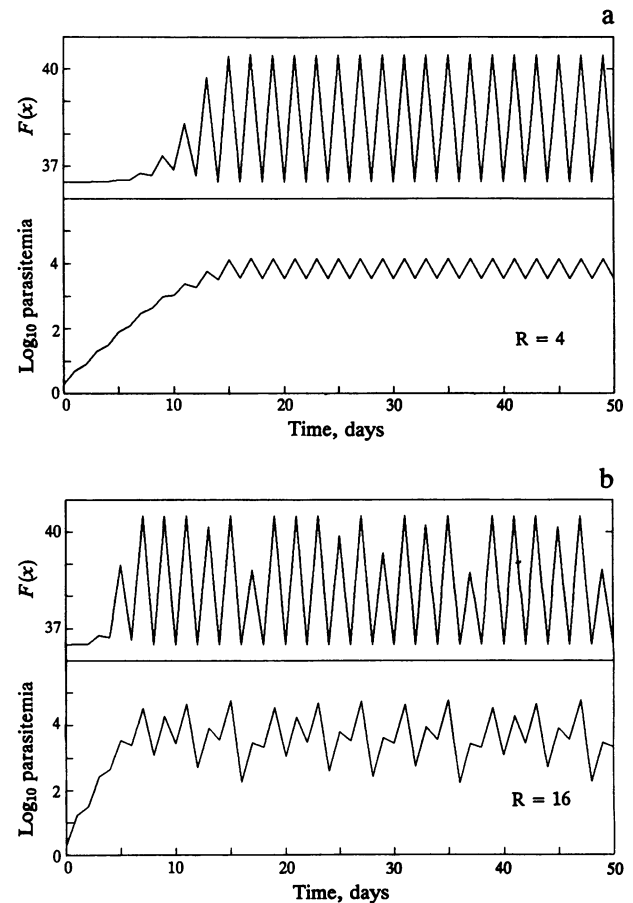 a
F(x)
40
37
Log₁₀ parasitemia
4
2
0
R = 4
0 10 20 30 40 50
Time, days
b
F(x)
40
37
Log₁₀ parasitemia
4
2
0
R = 16
0 10 20 30 40 50
Time, days